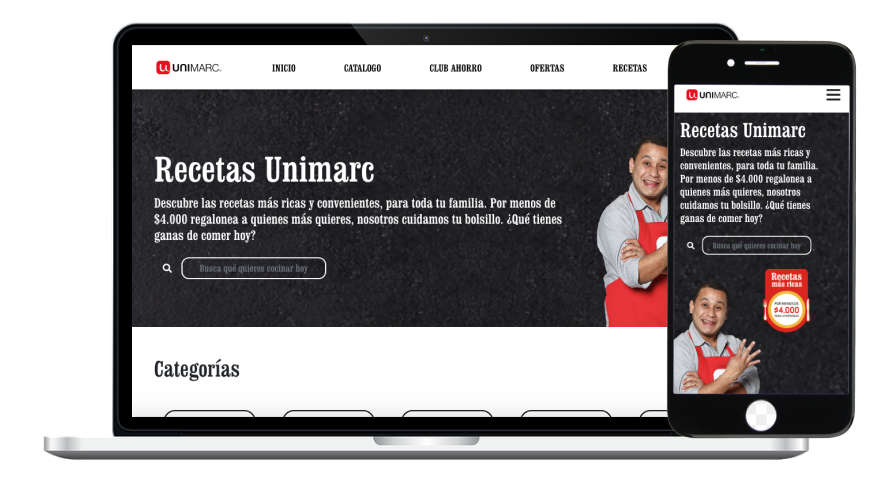 UNIMARC
INICIO
CATALOGO
CLUB AHORRO
OFERTAS
RECETAS
Recetas Unimarc
Descubre las recetas más ricas y convenientes, para toda tu familia. Por menos de
$4.000 regalonea a quienes más quieres, nosotros cuidamos tu bolsillo. ¿Qué tienes
ganas de comer hoy?
Busca qué quieres cocinar hoy
Categorías
UNIMARC
Recetas Unimarc
Descubre las recetas más ricas y
convenientes, para toda tu familia.
Por menos de $4.000 regalonea a
quienes más quieres, nosotros
cuidamos tu bolsillo. ¿Qué tienes
ganas de comer hoy?
Busca qué quieres cocinar hoy
Recetas
más ricas
POR MENOS DE
$4.000